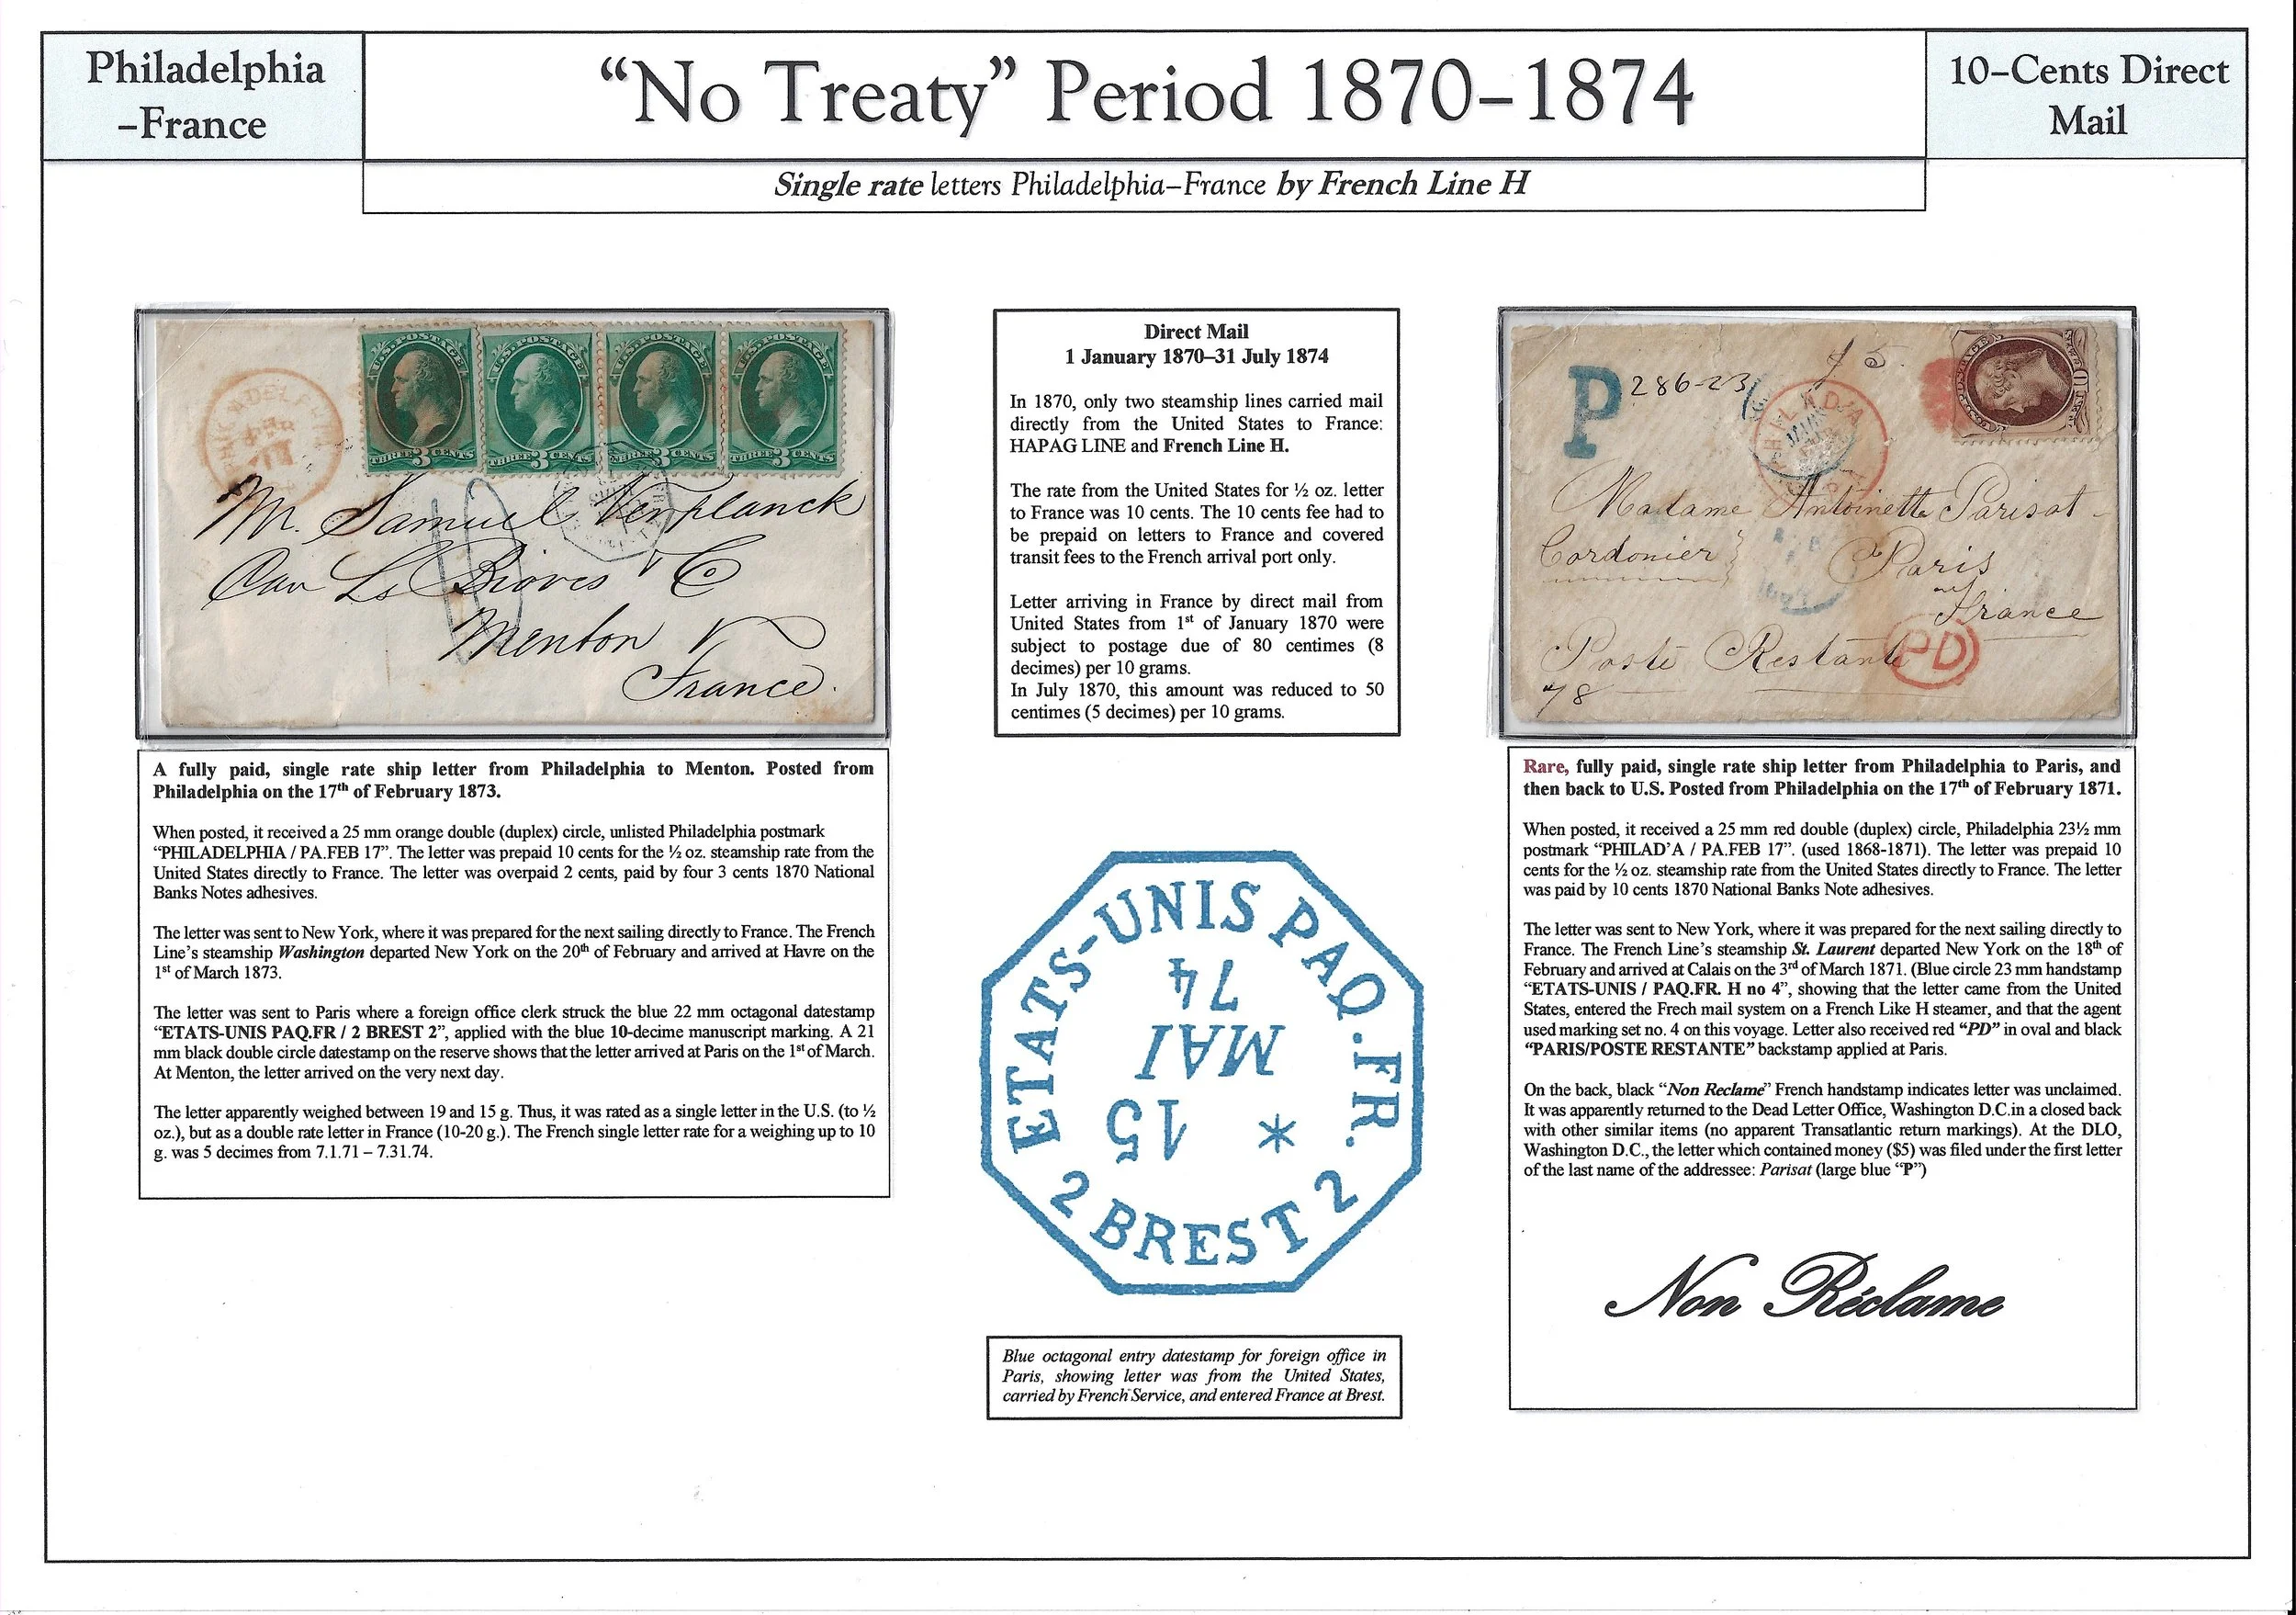 Philadelphia
–France
“No Treaty” Period 1870–1874
10–Cents Direct
Mail
Single rate letters Philadelphia–France by French Line H
U.S. POSTAGE
THREE 3 CENTS
U.S. POSTAGE
THREE 3 CENTS
U.S. POSTAGE
THREE 3 CENTS
U.S. POSTAGE
THREE 3 CENTS
PHILADELPHIA
10
Mr. Samuel Verplanck
Menton
France.
A fully paid, single rate ship letter from Philadelphia to Menton. Posted from
Philadelphia on the 17th of February 1873.
When posted, it received a 25 mm orange double (duplex) circle, unlisted Philadelphia postmark
“PHILADELPHIA / PA.FEB 17”. The letter was prepaid 10 cents for the ½ oz. steamship rate from the
United States directly to France. The letter was overpaid 2 cents, paid by four 3 cents 1870 National
Banks Notes adhesives.
The letter was sent to New York, where it was prepared for the next sailing directly to France. The French
Line’s steamship Washington departed New York on the 20th of February and arrived at Havre on the
1st of March 1873.
The letter was sent to Paris where a foreign office clerk struck the blue 22 mm octagonal datestamp
“ETATS-UNIS PAQ.FR / 2 BREST 2”, applied with the blue 10-decime manuscript marking. A 21
mm black double circle datestamp on the reserve shows that the letter arrived at Paris on the 1st of March.
At Menton, the letter arrived on the very next day.
The letter apparently weighed between 19 and 15 g. Thus, it was rated as a single letter in the U.S. (to ½
oz.), but as a double rate letter in France (10-20 g.). The French single letter rate for a weighing up to 10
g. was 5 decimes from 7.1.71 – 7.31.74.
Direct Mail
1 January 1870–31 July 1874
In 1870, only two steamship lines carried mail
directly from the United States to France:
HAPAG LINE and French Line H.
The rate from the United States for ½ oz. letter
to France was 10 cents. The 10 cents fee had to
be prepaid on letters to France and covered
transit fees to the French arrival port only.
Letter arriving in France by direct mail from
United States from 1st of January 1870 were
subject to postage due of 80 centimes (8
decimes) per 10 grams.
In July 1870, this amount was reduced to 50
centimes (5 decimes) per 10 grams.
ETATS-UNIS PAQ.FR.
74
MAI
15
*
2 BREST 2
Blue octagonal entry datestamp for foreign office in
Paris, showing letter was from the United States,
carried by French Service, and entered France at Brest.
P
286-23
PHILAD'A
Madame Antoinette Parisat-
Cordonier
Paris
France
Poste Restante
PD
78
Rare, fully paid, single rate ship letter from Philadelphia to Paris, and
then back to U.S. Posted from Philadelphia on the 17th of February 1871.
When posted, it received a 25 mm red double (duplex) circle, Philadelphia 23½ mm
postmark “PHILAD’A / PA.FEB 17”. (used 1868-1871). The letter was prepaid 10
cents for the ½ oz. steamship rate from the United States directly to France. The letter
was paid by 10 cents 1870 National Banks Note adhesives.
The letter was sent to New York, where it was prepared for the next sailing directly to
France. The French Line’s steamship St. Laurent departed New York on the 18th of
February and arrived at Calais on the 3rd of March 1871. (Blue circle 23 mm handstamp
“ETATS-UNIS / PAQ.FR. H no 4”, showing that the letter came from the United
States, entered the Frech mail system on a French Like H steamer, and that the agent
used marking set no. 4 on this voyage. Letter also received red “PD” in oval and black
“PARIS/POSTE RESTANTE” backstamp applied at Paris.
On the back, black “Non Reclame” French handstamp indicates letter was unclaimed.
It was apparently returned to the Dead Letter Office, Washington D.C.in a closed back
with other similar items (no apparent Transatlantic return markings). At the DLO,
Washington D.C., the letter which contained money ($5) was filed under the first letter
of the last name of the addressee: Parisat (large blue “P”)
Non Réclame